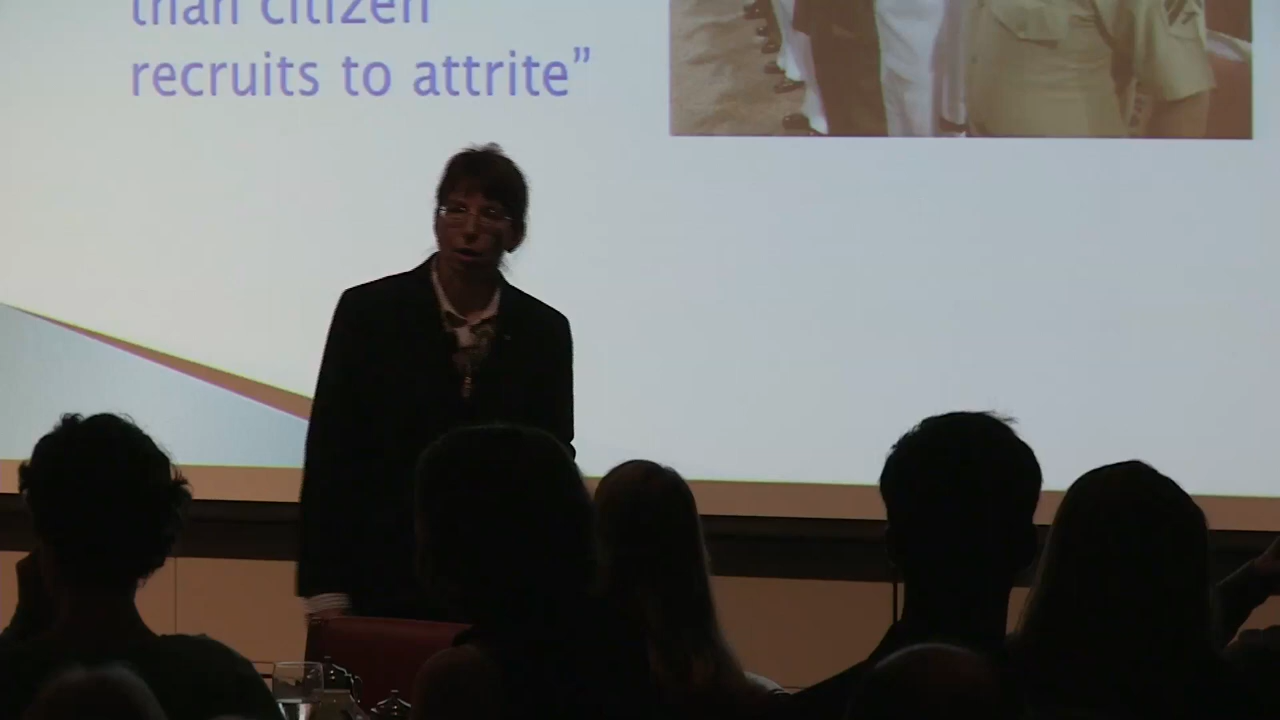 than citizen
recruits to attrite”